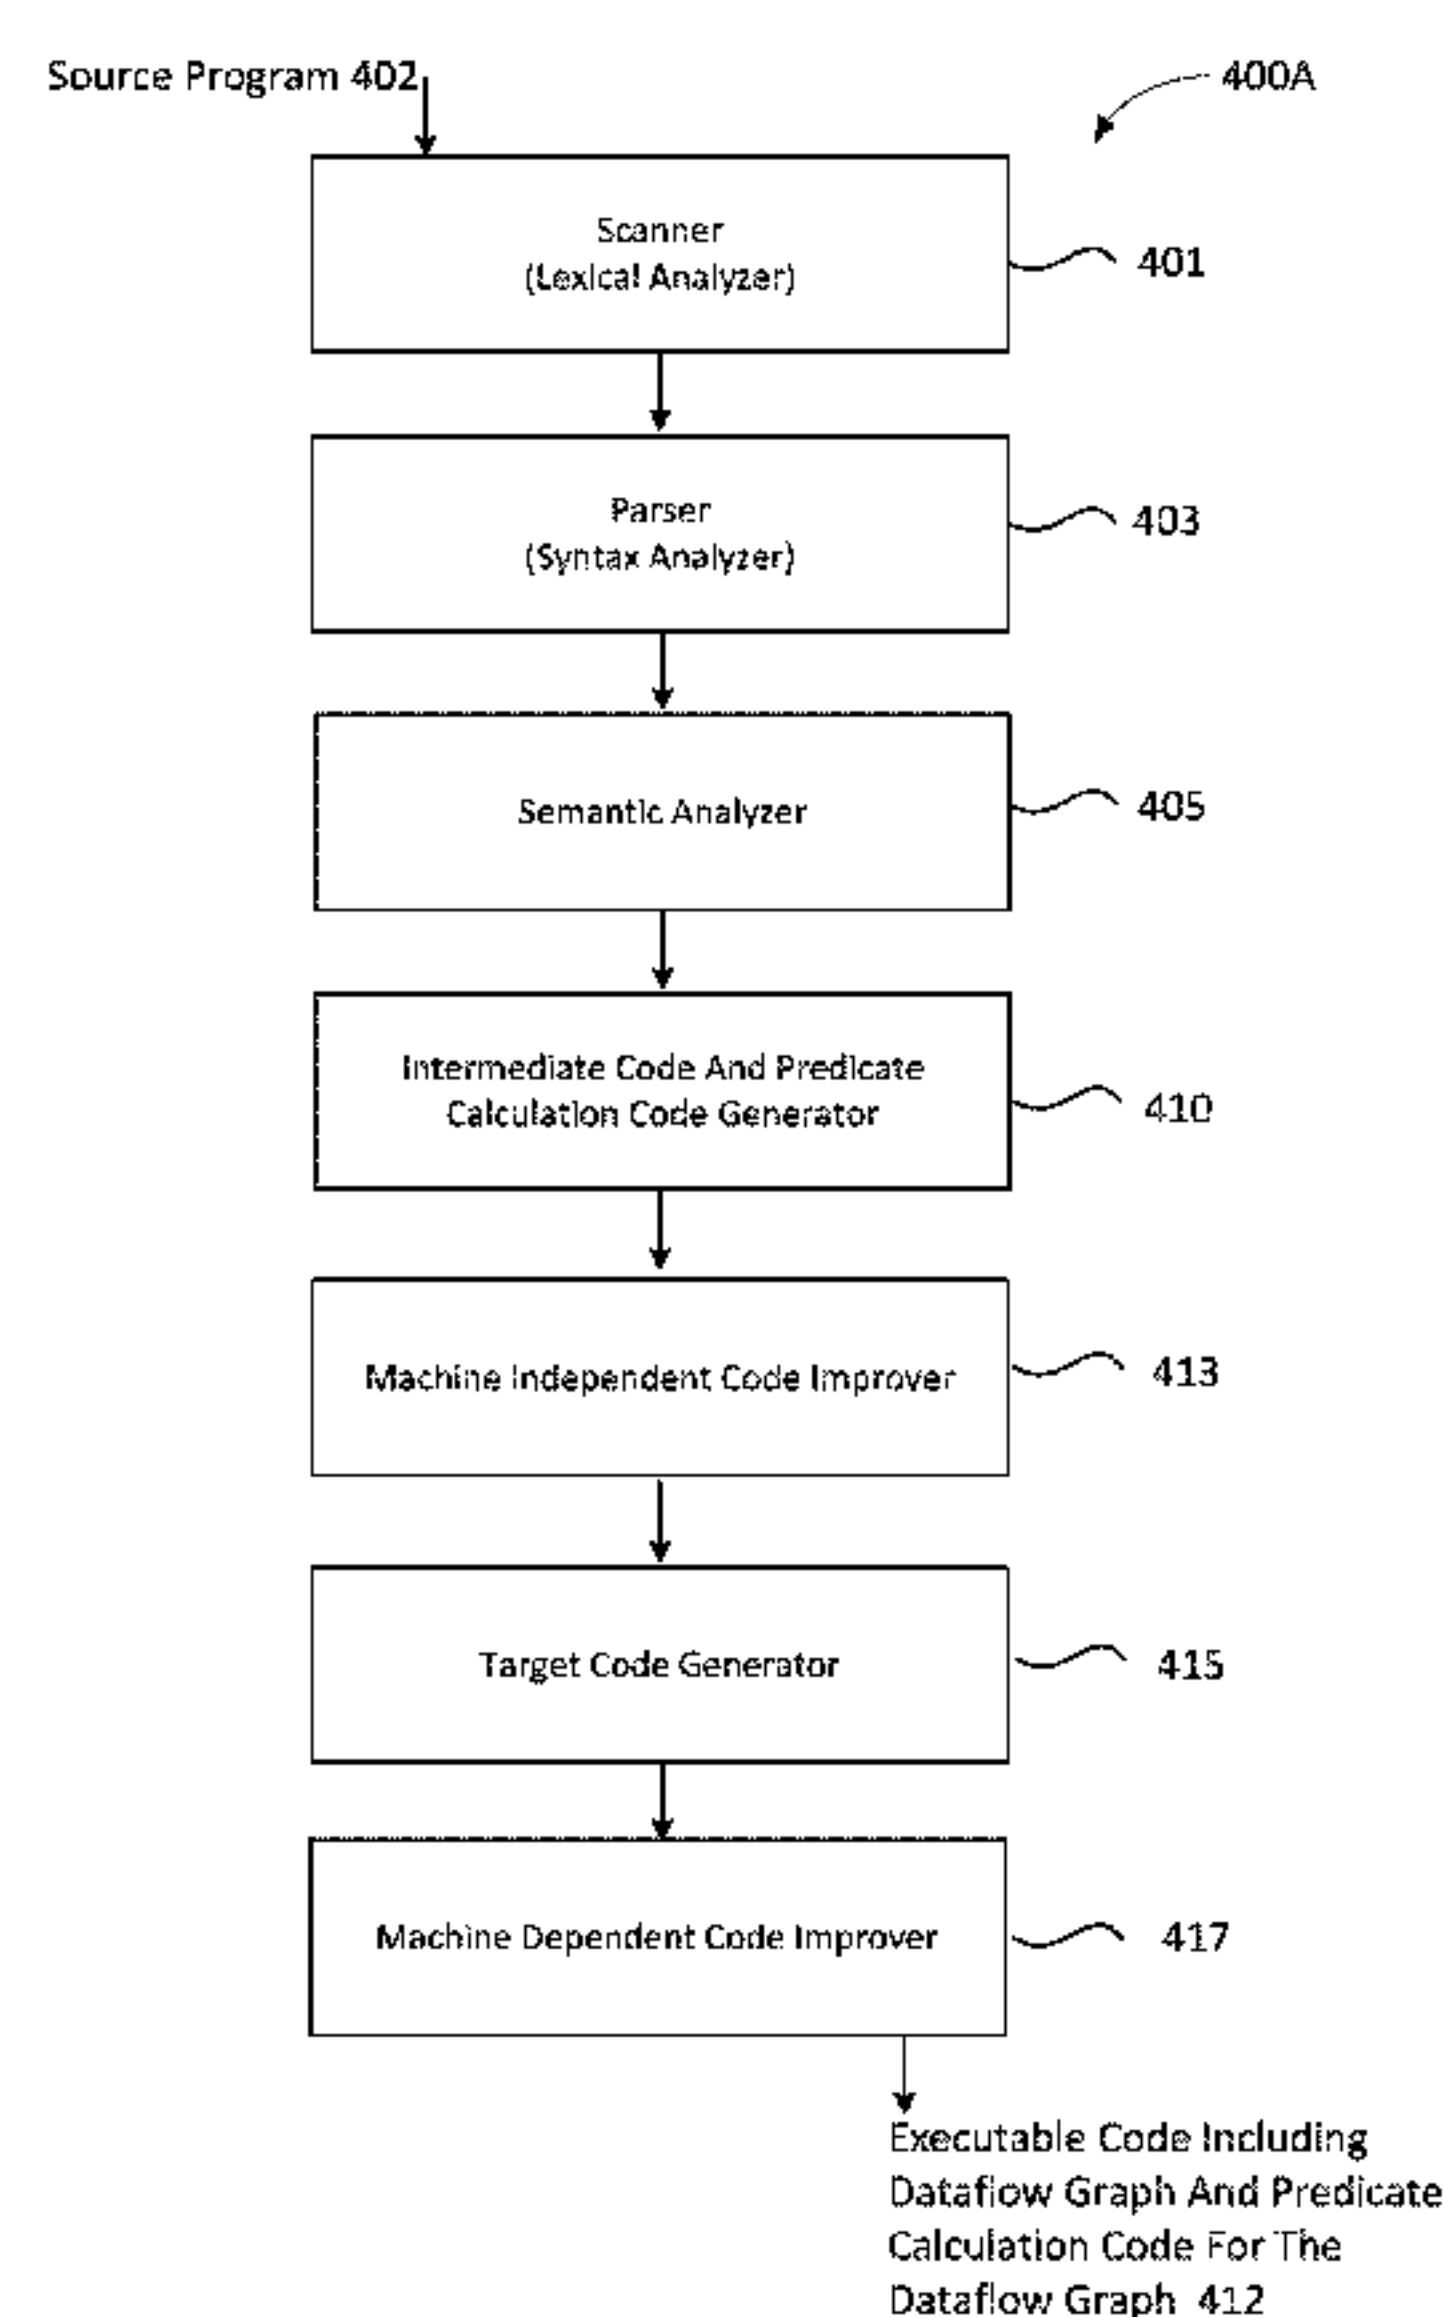 Source Program 402
400A
Scanner
(Lexical Analyzer)
401
Parser
(Syntax Analyzer)
403
Semantic Analyzer
405
Intermediate Code And Predicate
Calculation Code Generator
410
Machine Independent Code Improver
413
Target Code Generator
415
Machine Dependent Code Improver
417
Executable Code Including
Dataflow Graph And Predicate
Calculation Code For The
Dataflow Graph 412